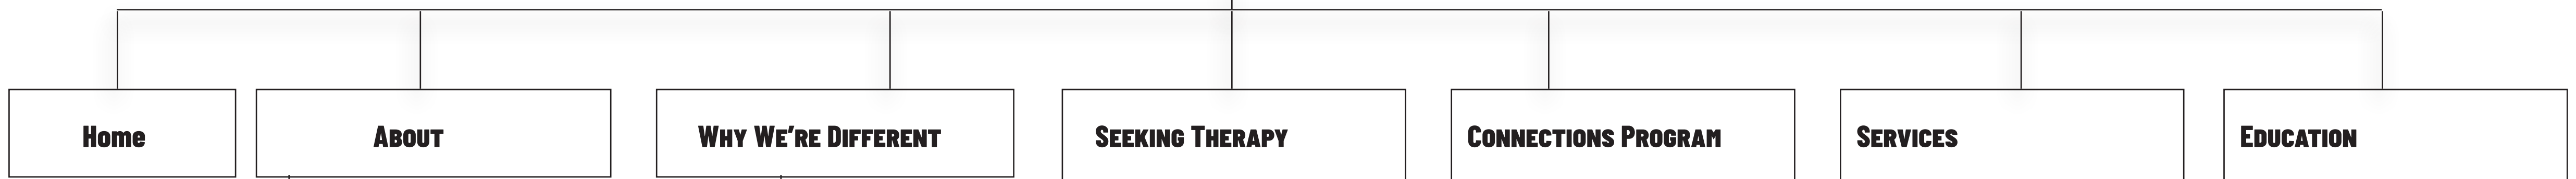 Home
About
Why We're Different
Seeking Therapy
Connections Program
Services
Education